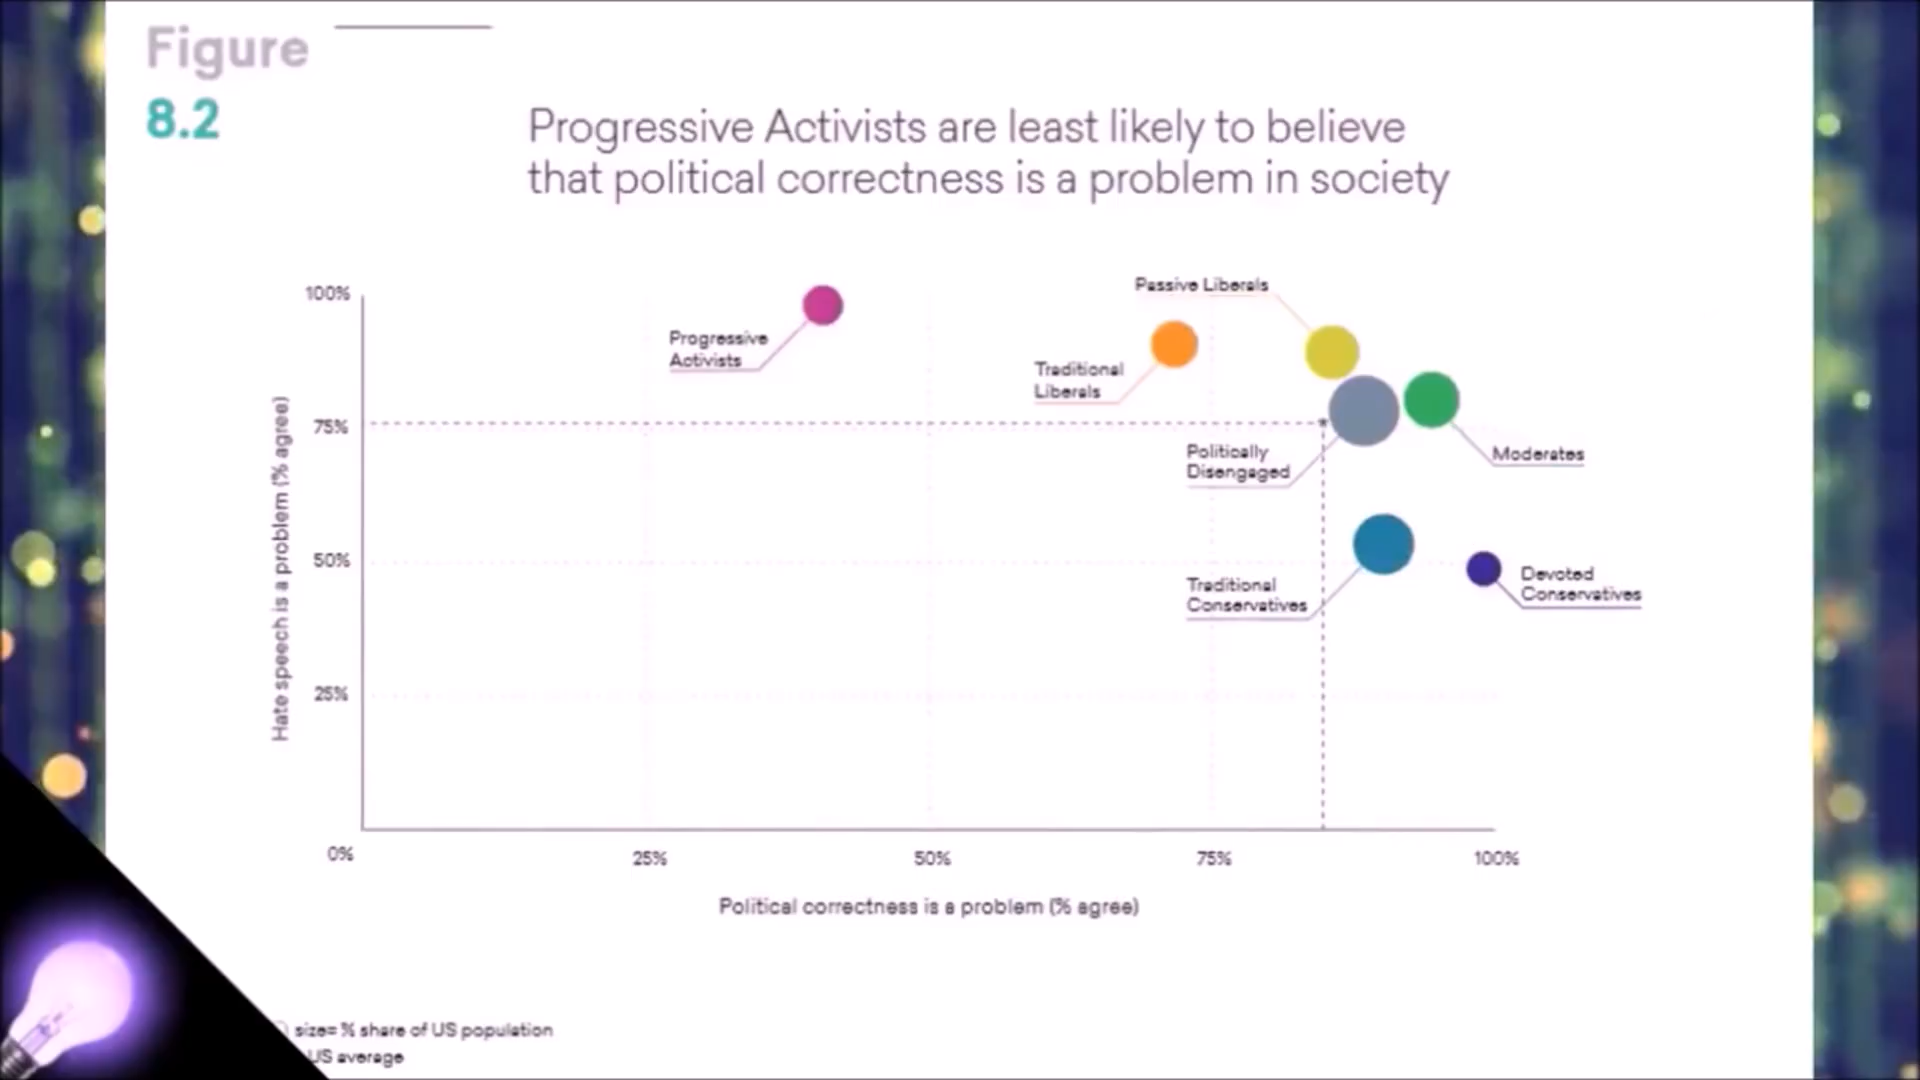 Figure
8.2
Progressive Activists are least likely to believe
that political correctness is a problem in society
100%
75%
50%
25%
0%
25%
50%
75%
100%
Hate speech is a problem (% agree)
Political correctness is a problem (% agree)
Progressive
Activists
Traditional
Liberals
Passive Liberals
Politically
Disengaged
Moderates
Traditional
Conservatives
Devoted
Conservatives
size= % share of US population
US average